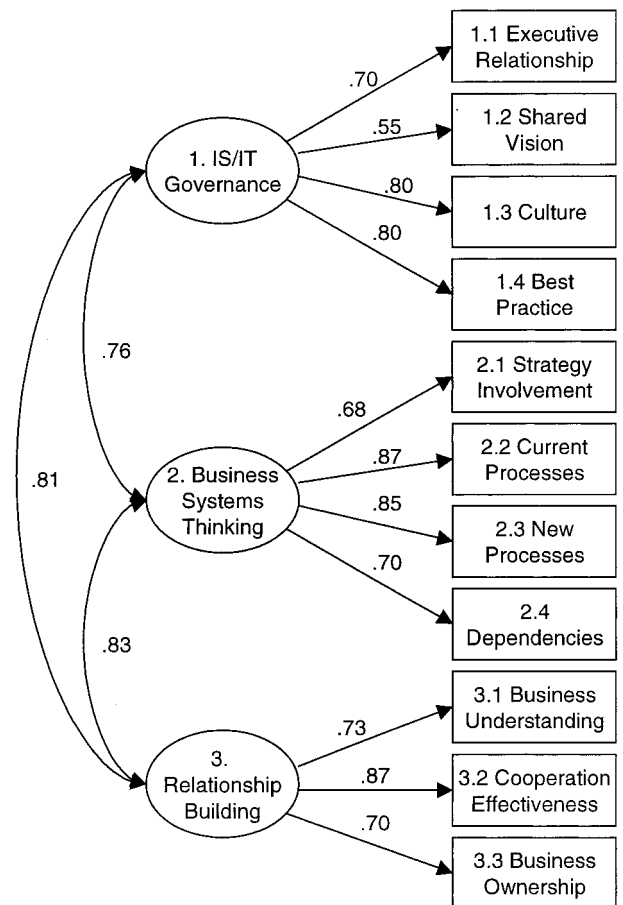 1.1 Executive
Relationship
.70
1.2 Shared
Vision
.55
1. IS/IT
Governance
.80
1.3 Culture
.80
1.4 Best
Practice
.76
2.1 Strategy
Involvement
.68
2.2 Current
Processes
.87
.81
2. Business
Systems
Thinking
.85
2.3 New
Processes
.70
2.4
Dependencies
.83
3.1 Business
Understanding
.73
3.
Relationship
Building
.87
3.2 Cooperation
Effectiveness
.70
3.3 Business
Ownership